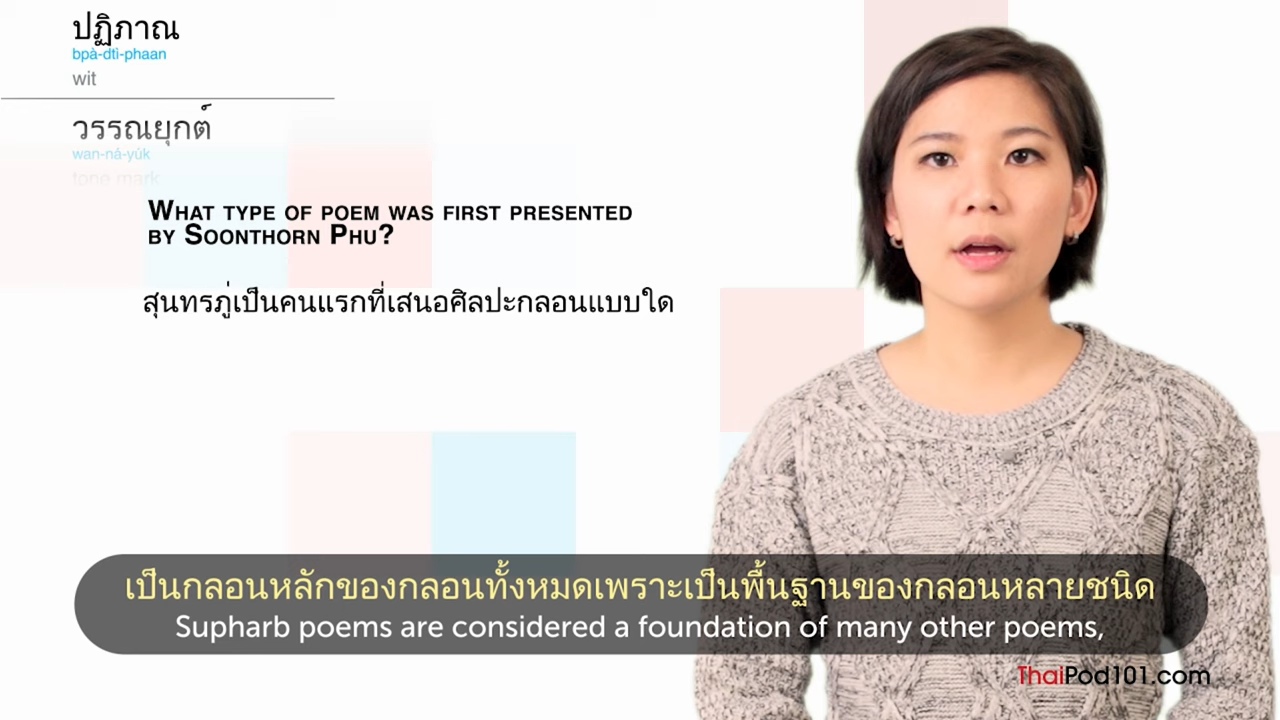 ปฏิภาณ
bpà-dtì-phaan
wit
วรรณยุกต์
wan-ná-yúk
tone mark
WHAT TYPE OF POEM WAS FIRST PRESENTED
BY SOONTHORN PHU?
สุนทรภู่เป็นคนแรกที่เสนอศิลปะกลอนแบบใด
เป็นกลอนหลักของกลอนทั้งหมดเพราะเป็นพื้นฐานของกลอนหลายชนิด
Supharb poems are considered a foundation of many other poems,
ThaiPod101.com